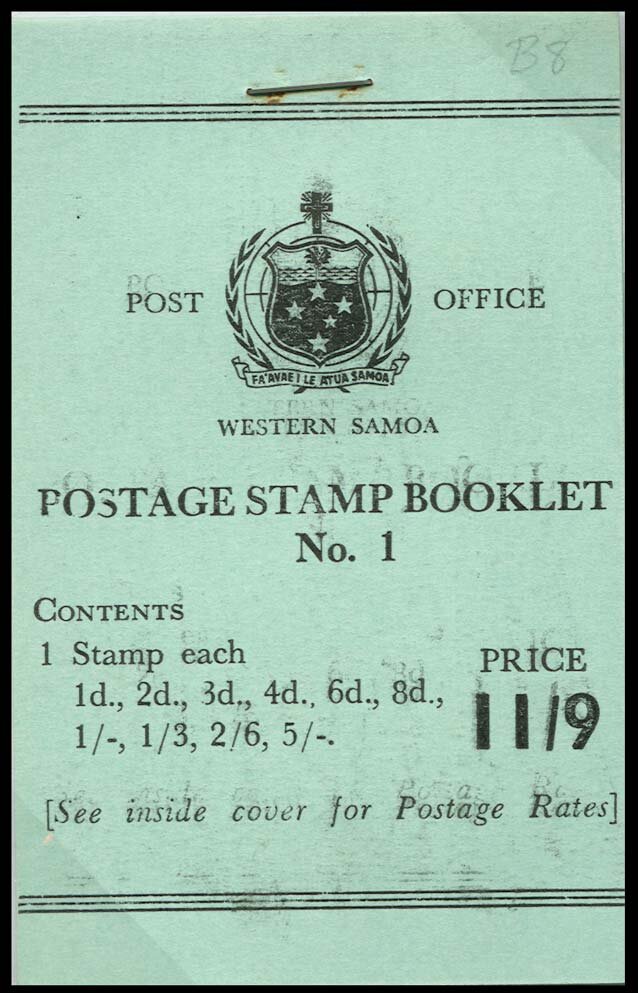 B8
POST OFFICE
FA'AVAE I LE ATUA SAMOA
WESTERN SAMOA
POSTAGE STAMP BOOKLET
No. 1
CONTENTS
1 Stamp each
1d., 2d., 3d., 4d., 6d., 8d.,
1/-, 1/3, 2/6, 5/-.
PRICE
11/9
[See inside cover for Postage Rates]